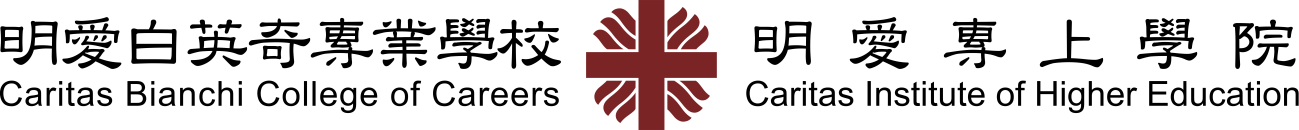 明愛白英奇專業學校
Caritas Bianchi College of Careers
明愛專上學院
Caritas Institute of Higher Education